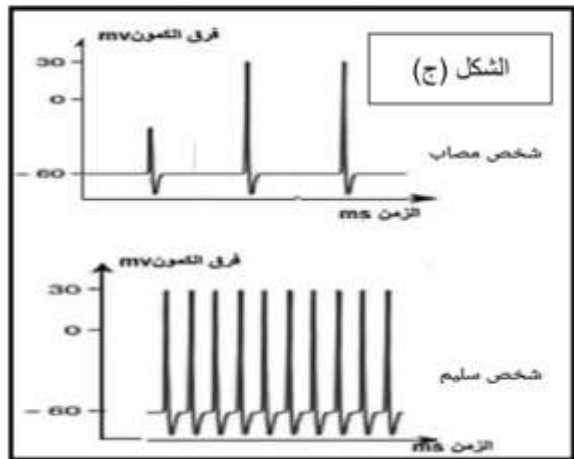 فرق الكمون mv
30
0
- 60
الزمن ms
الشكل (ج)
شخص مصاب
فرق الكمون mv
30
0
- 60
الزمن ms
شخص سليم